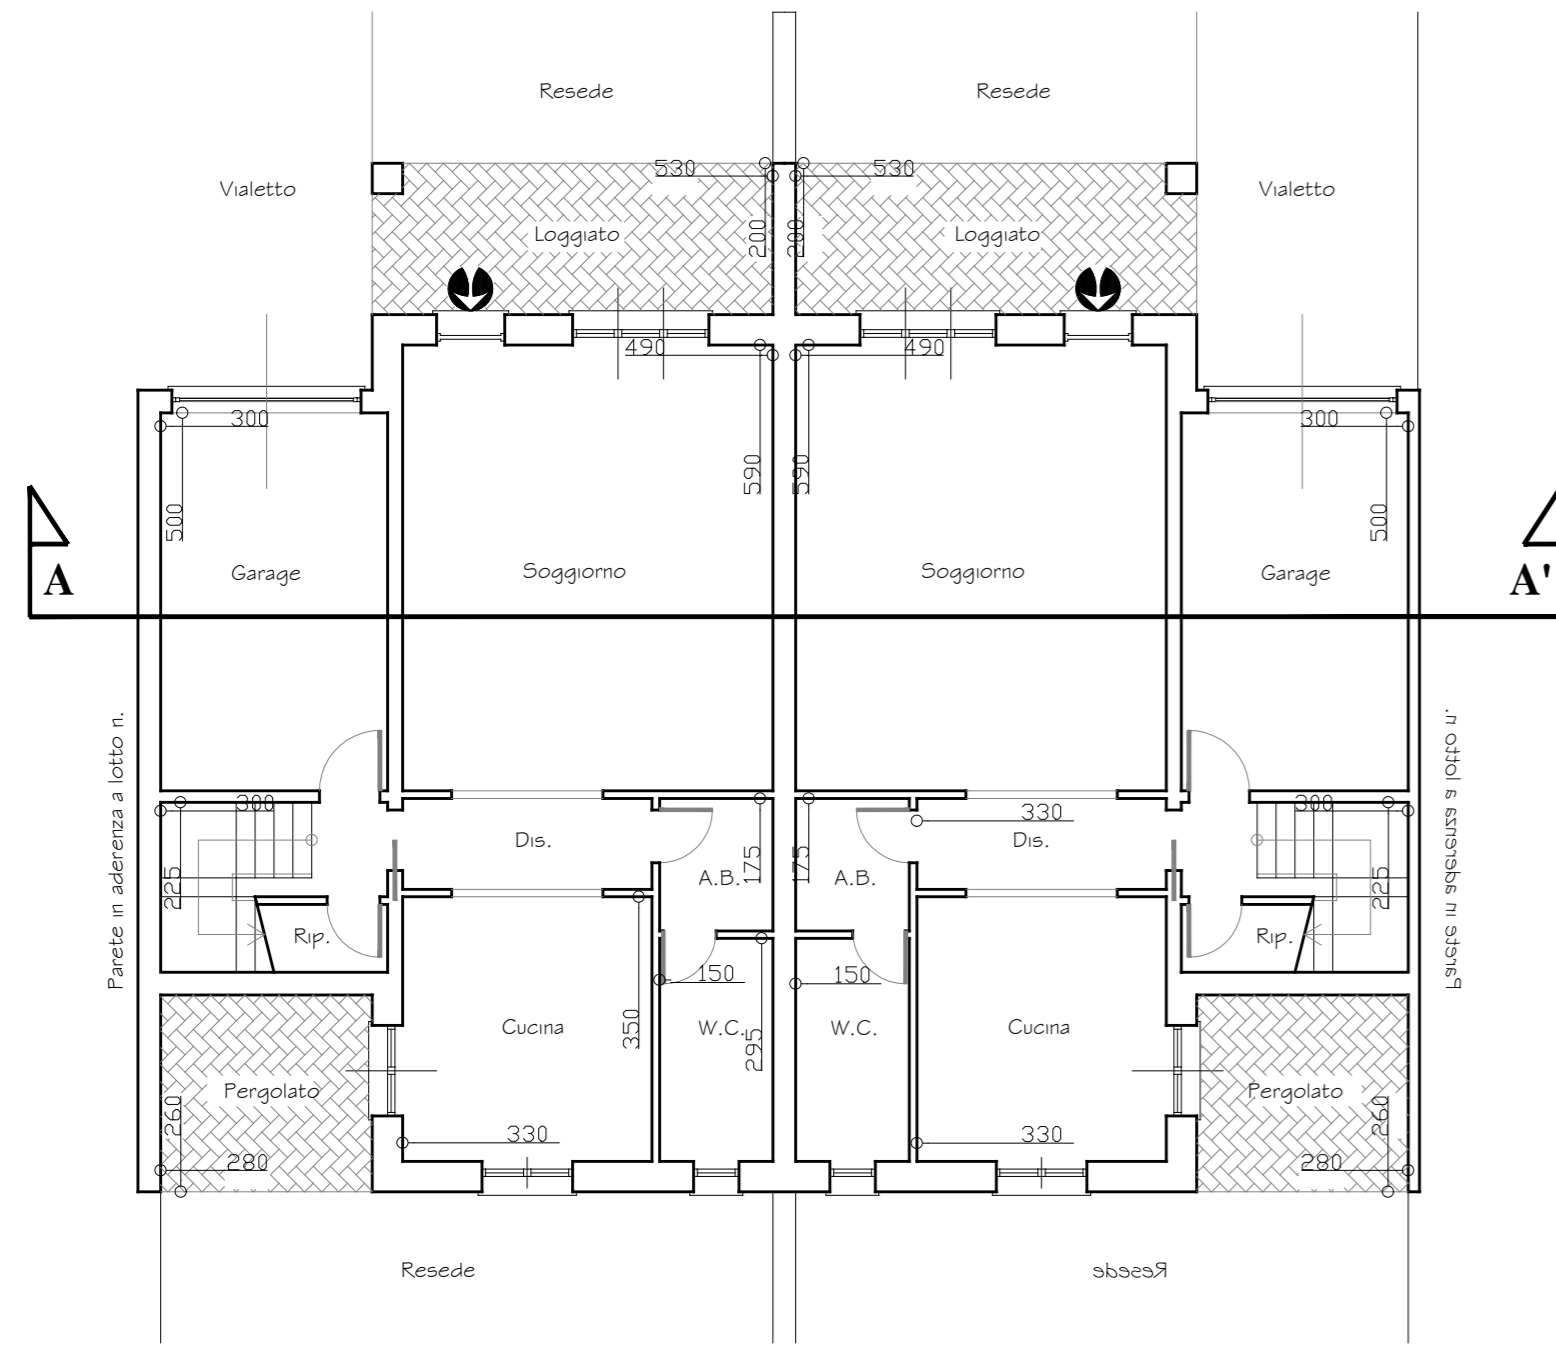 Resede Resede
530 530
Vialetto Vialetto
Loggiato Loggiato
200 200
490 490
300 300
590 590
500 500
Garage Soggiorno Soggiorno Garage
A A'
Parete in aderenza a lotto n. Parete in aderenza a lotto n.
300 330 300
Dis. Dis.
175 175
A.B. A.B.
225 225
Rip. Rip.
150 150
Cucina W.C. W.C. Cucina
350 295
Pergolato Pergolato
260 260
330 330
280 280
Resede Resede